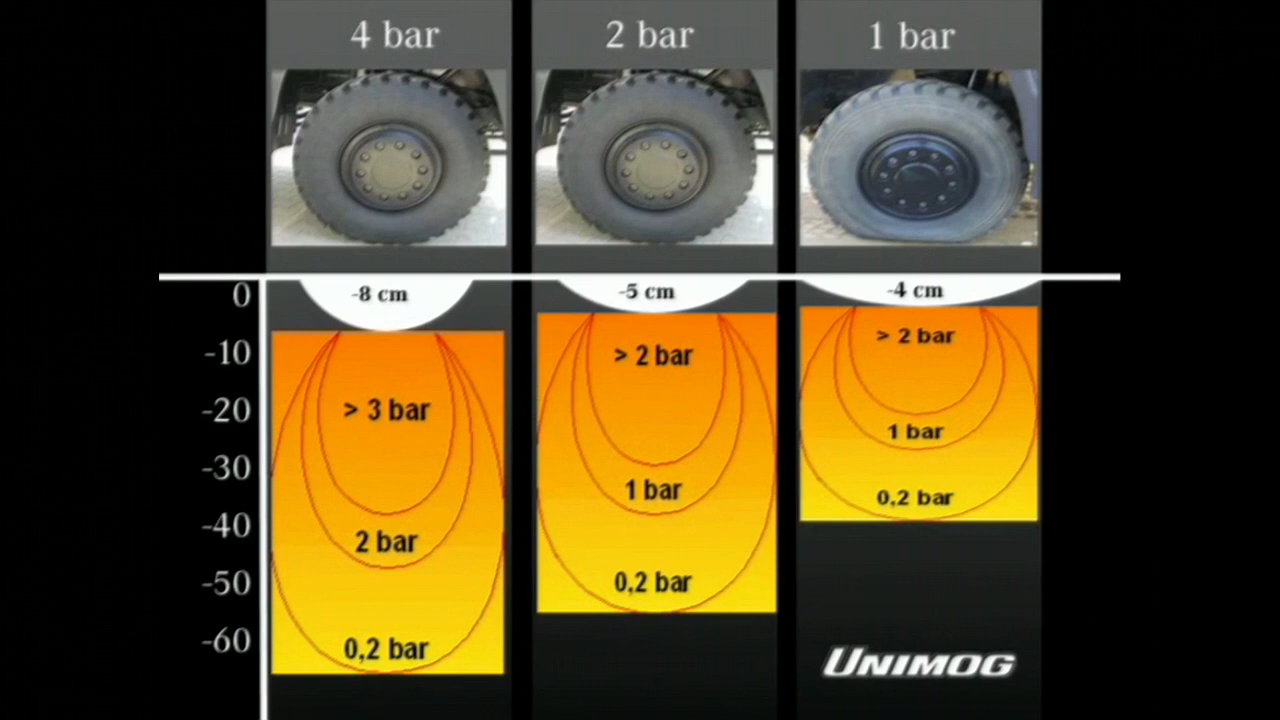 4 bar
2 bar
1 bar
0
-10
-20
-30
-40
-50
-60
-8 cm
> 3 bar
2 bar
0,2 bar
-5 cm
> 2 bar
1 bar
0,2 bar
-4 cm
> 2 bar
1 bar
0,2 bar
UNIMOG